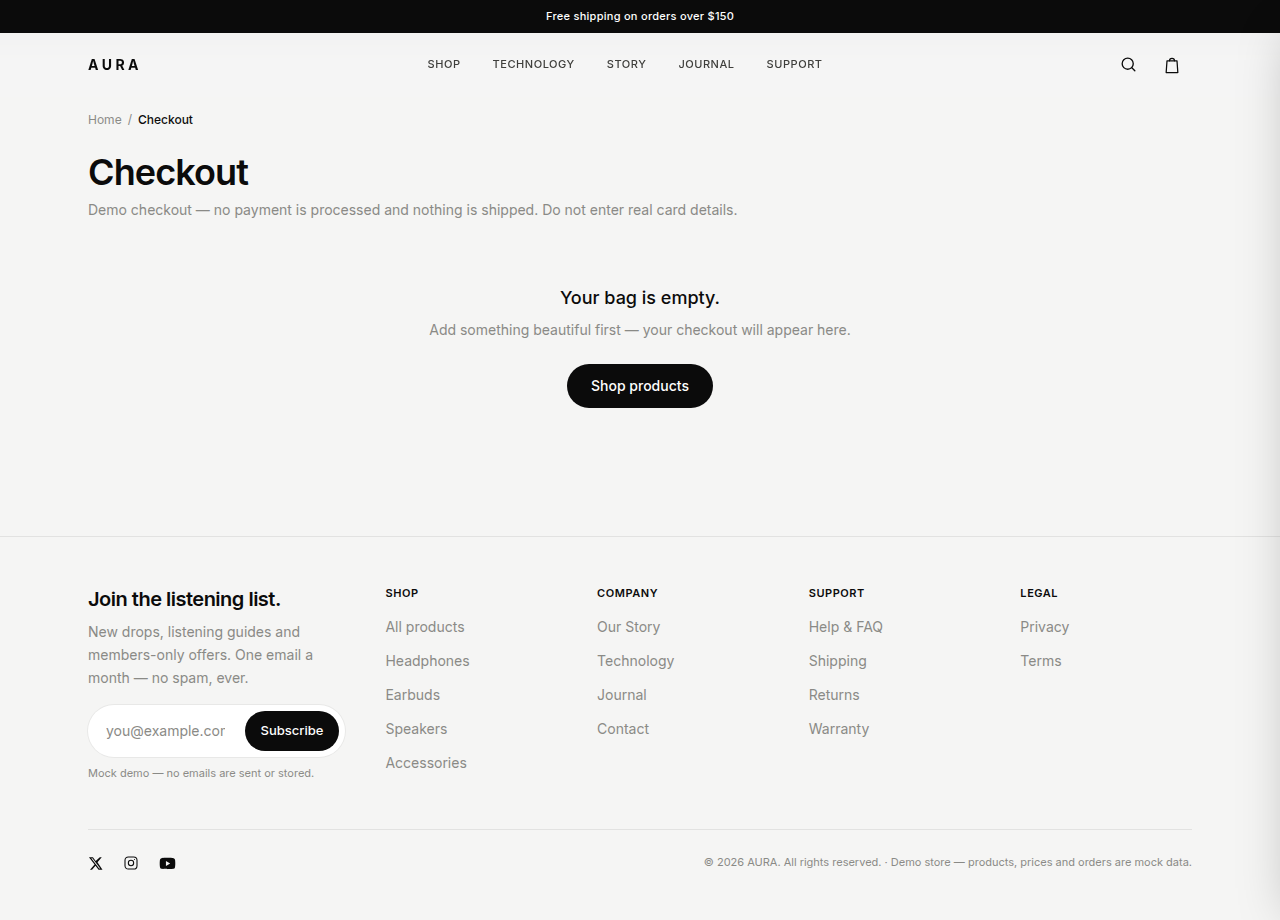 Free shipping on orders over $150
AURA
SHOP TECHNOLOGY STORY JOURNAL SUPPORT
Home / Checkout
Checkout
Demo checkout — no payment is processed and nothing is shipped. Do not enter real card details.
Your bag is empty.
Add something beautiful first — your checkout will appear here.
Shop products
Join the listening list.
New drops, listening guides and
members-only offers. One email a
month — no spam, ever.
you@example.cor
Subscribe
Mock demo — no emails are sent or stored.
SHOP
All products
Headphones
Earbuds
Speakers
Accessories
COMPANY
Our Story
Technology
Journal
Contact
SUPPORT
Help & FAQ
Shipping
Returns
Warranty
LEGAL
Privacy
Terms
© 2026 AURA. All rights reserved. · Demo store — products, prices and orders are mock data.